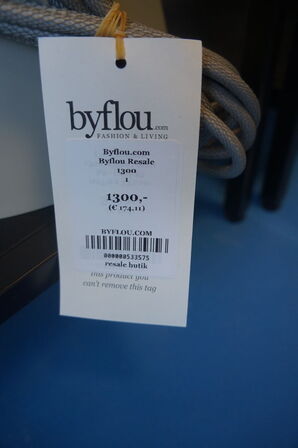 byflou.com
FASHION & LIVING
Byflou.com
Byflou Resale
1300
1
1300,-
(€ 174,11)
BYFLOU.COM
000000533575
resale butik
this product you
can't remove this tag